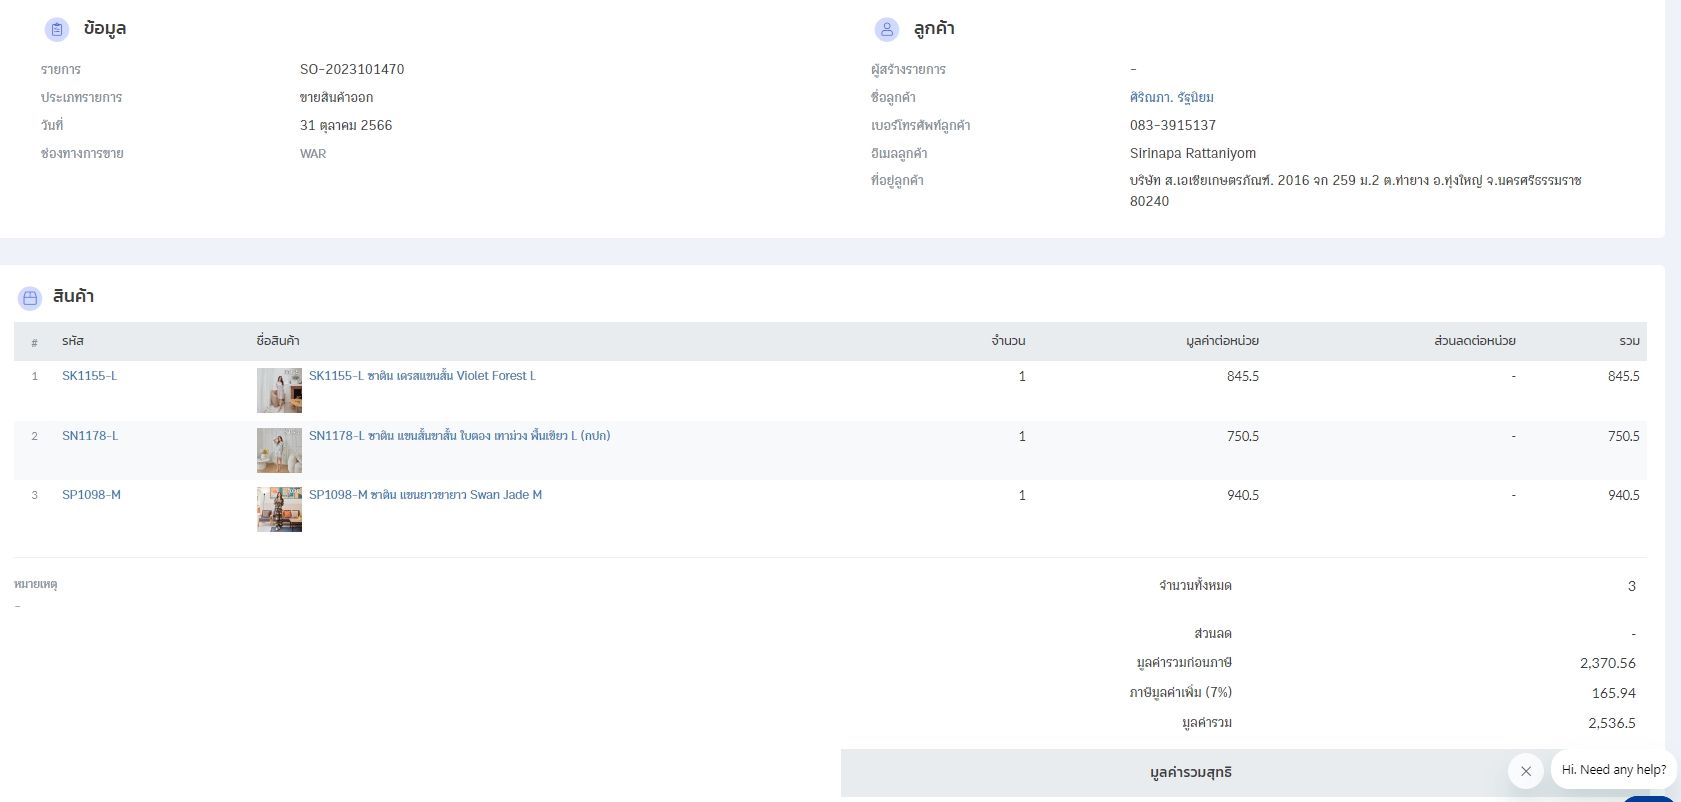 ข้อมูล
รายการ SO-2023101470
ประเภทรายการ ขายสินค้าออก
วันที่ 31 ตุลาคม 2566
ช่องทางการขาย WAR
ลูกค้า
ผู้สร้างรายการ -
ชื่อลูกค้า ศิริณภา. รัฐนิยม
เบอร์โทรศัพท์ลูกค้า 083-3915137
อีเมลลูกค้า Sirinapa Rattaniyom
ที่อยู่ลูกค้า บริษัท ส.เอเซียเกษตรภัณฑ์. 2016 จก 259 ม.2 ต.ท่ายาง อ.ทุ่งใหญ่ จ.นครศรีธรรมราช
80240
สินค้า
# รหัส ชื่อสินค้า จำนวน มูลค่าต่อหน่วย ส่วนลดต่อหน่วย รวม
1 SK1155-L SK1155-L ซาติน เดรสแขนสั้น Violet Forest L 1 845.5 - 845.5
2 SN1178-L SN1178-L ซาติน แขนสั้นขาสั้น ใบตอง เทาม่วง พื้นเขียว L (กปก) 1 750.5 - 750.5
3 SP1098-M SP1098-M ซาติน แขนยาวขายาว Swan Jade M 1 940.5 - 940.5
หมายเหตุ
-
จำนวนทั้งหมด 3
ส่วนลด -
มูลค่ารวมก่อนภาษี 2,370.56
ภาษีมูลค่าเพิ่ม (7%) 165.94
มูลค่ารวม 2,536.5
มูลค่ารวมสุทธิ
Hi. Need any help?